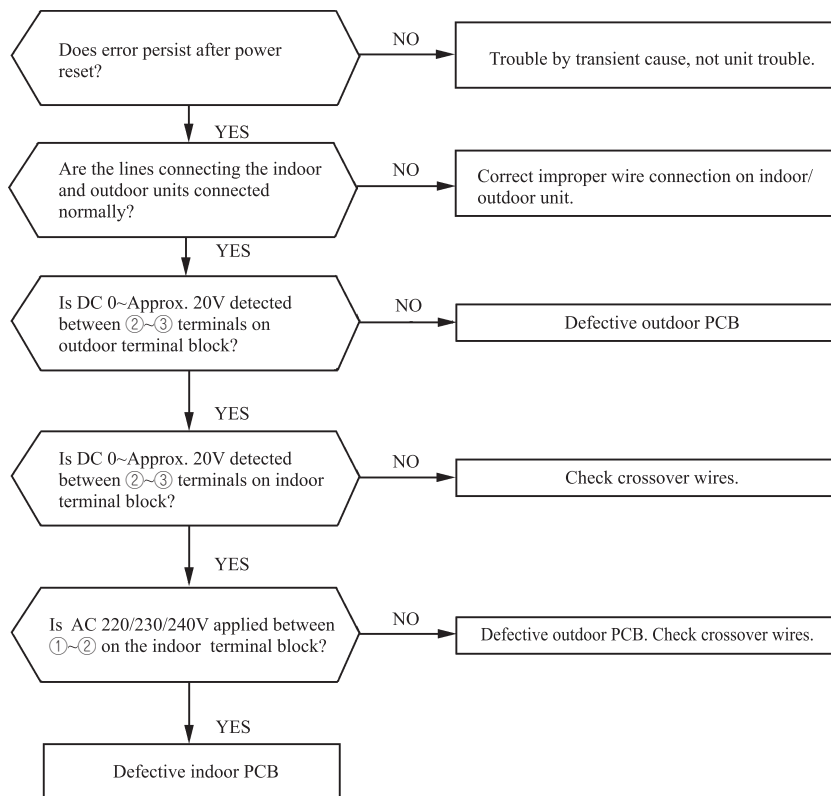 Does error persist after power
reset?
NO
Trouble by transient cause, not unit trouble.
YES
Are the lines connecting the indoor
and outdoor units connected
normally?
NO
Correct improper wire connection on indoor/
outdoor unit.
YES
Is DC 0~Approx. 20V detected
between ②~③ terminals on
outdoor terminal block?
NO
Defective outdoor PCB
YES
Is DC 0~Approx. 20V detected
between ②~③ terminals on indoor
terminal block?
NO
Check crossover wires.
YES
Is AC 220/230/240V applied between
①~② on the indoor terminal block?
NO
Defective outdoor PCB. Check crossover wires.
YES
Defective indoor PCB